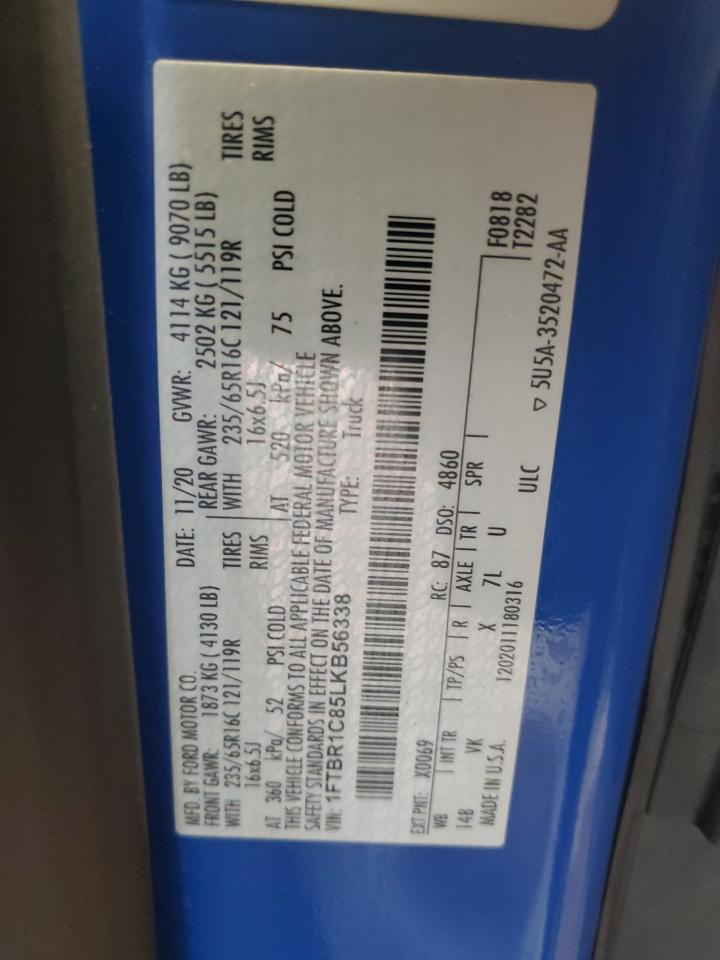 MFD. BY FORD MOTOR CO. DATE: 11/20 GVWR: 4114 KG ( 9070 LB)
FRONT GAWR: 1873 KG ( 4130 LB) REAR GAWR: 2502 KG ( 5515 LB)
WITH 235/65R16C 121/119R TIRES WITH 235/65R16C 121/119R TIRES
16x6.5J RIMS 16x6.5J RIMS
AT 360 kPa/ 52 PSI COLD AT 520 kPa/ 75 PSI COLD
THIS VEHICLE CONFORMS TO ALL APPLICABLE FEDERAL MOTOR VEHICLE
SAFETY STANDARDS IN EFFECT ON THE DATE OF MANUFACTURE SHOWN ABOVE.
VIN: 1FTBR1C85LKB56338 TYPE: Truck
EXT PNT: X0069 RC: 87 DSO: 4860 F0818
WB INT TR TP/PS R AXLE TR SPR T2282
148 VK X 7L U
MADE IN U.S.A. 12020111180316 ULC ▽ 5U5A-3520472-AA